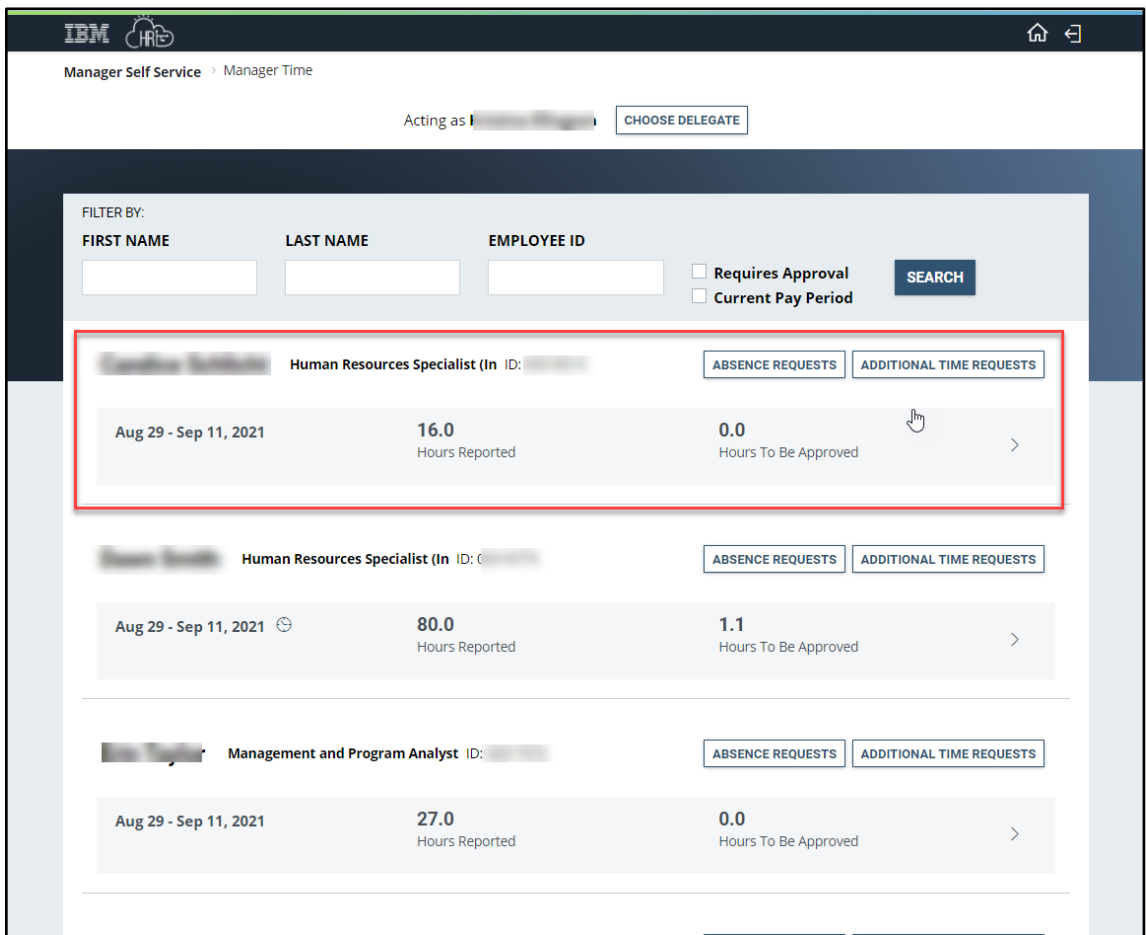 IBM HR
Manager Self Service > Manager Time
Acting as CHOOSE DELEGATE
FILTER BY:
FIRST NAME LAST NAME EMPLOYEE ID
Requires Approval
SEARCH
Current Pay Period
Human Resources Specialist (In ID: ABSENCE REQUESTS ADDITIONAL TIME REQUESTS
Aug 29 - Sep 11, 2021 16.0 0.0
Hours Reported Hours To Be Approved
Human Resources Specialist (In ID: ABSENCE REQUESTS ADDITIONAL TIME REQUESTS
Aug 29 - Sep 11, 2021 80.0 1.1
Hours Reported Hours To Be Approved
Management and Program Analyst ID: ABSENCE REQUESTS ADDITIONAL TIME REQUESTS
Aug 29 - Sep 11, 2021 27.0 0.0
Hours Reported Hours To Be Approved